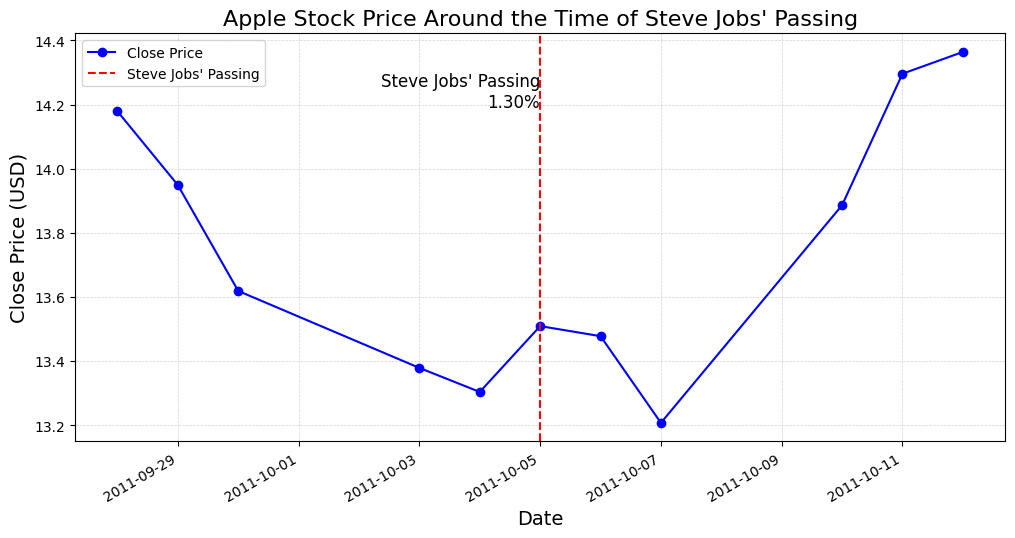 Apple Stock Price Around the Time of Steve Jobs' Passing
Close Price
Steve Jobs' Passing
Steve Jobs' Passing
1.30%
Close Price (USD)
14.4
14.2
14.0
13.8
13.6
13.4
13.2
2011-09-29
2011-10-01
2011-10-03
2011-10-05
2011-10-07
2011-10-09
2011-10-11
Date